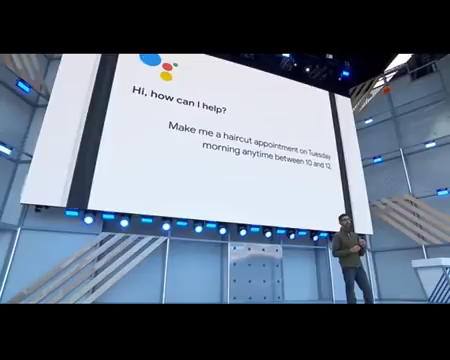 Hi, how can I help?
Make me a haircut appointment on Tuesday
morning anytime between 10 and 12.